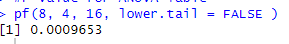 > pf(8, 4, 16, lower.tail = FALSE )
[1] 0.0009653